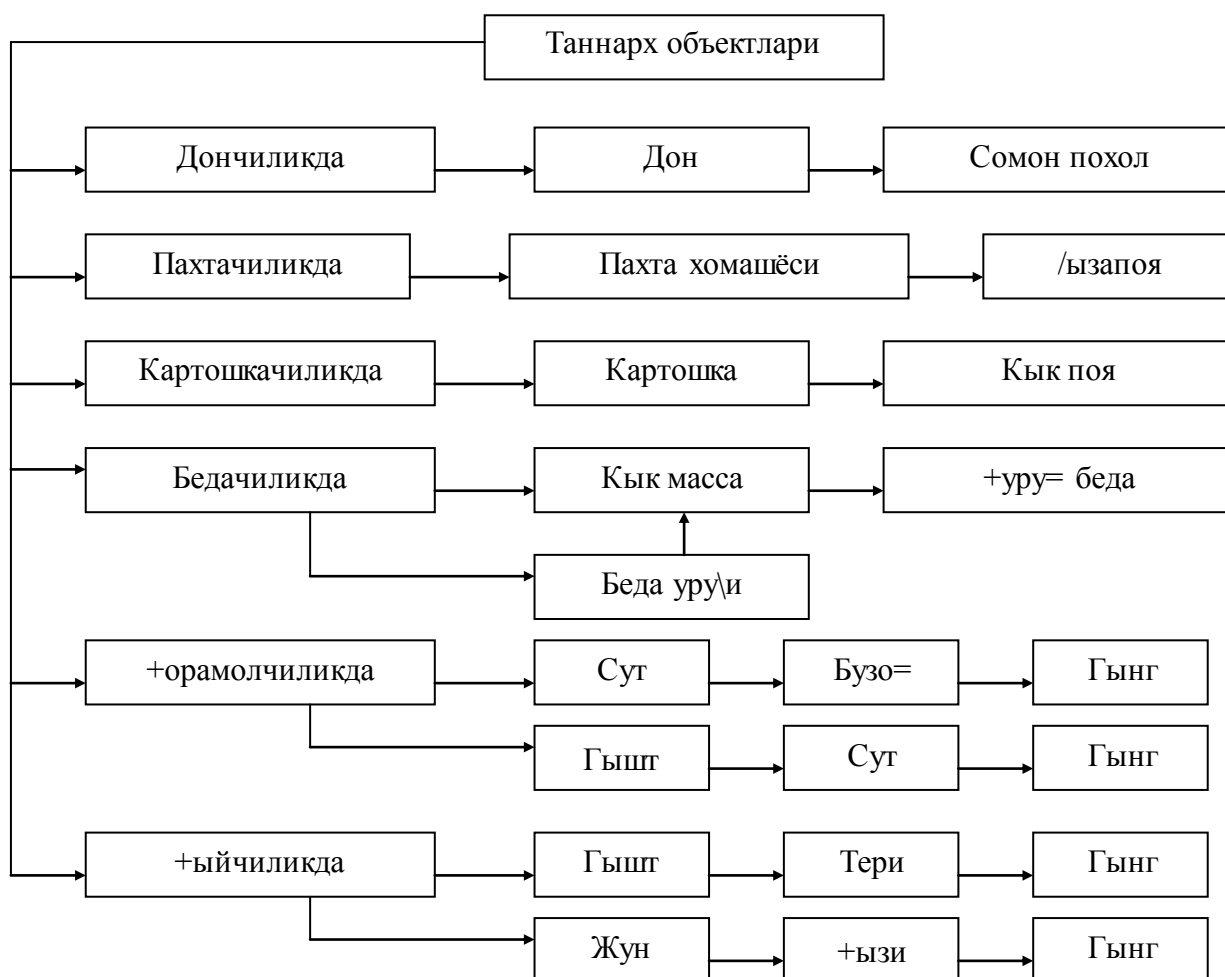 Таннарх объектлари
Дончиликда
Дон
Сомон похол
Пахтачиликда
Пахта хомашёси
/ызапоя
Картошкачиликда
Картошка
Кык поя
Бедачиликда
Кык масса
+уру= беда
Беда уру\и
+орамолчиликда
Сут
Бузо=
Гынг
Гышт
Сут
Гынг
+ыйчиликда
Гышт
Тери
Гынг
Жун
+ызи
Гынг